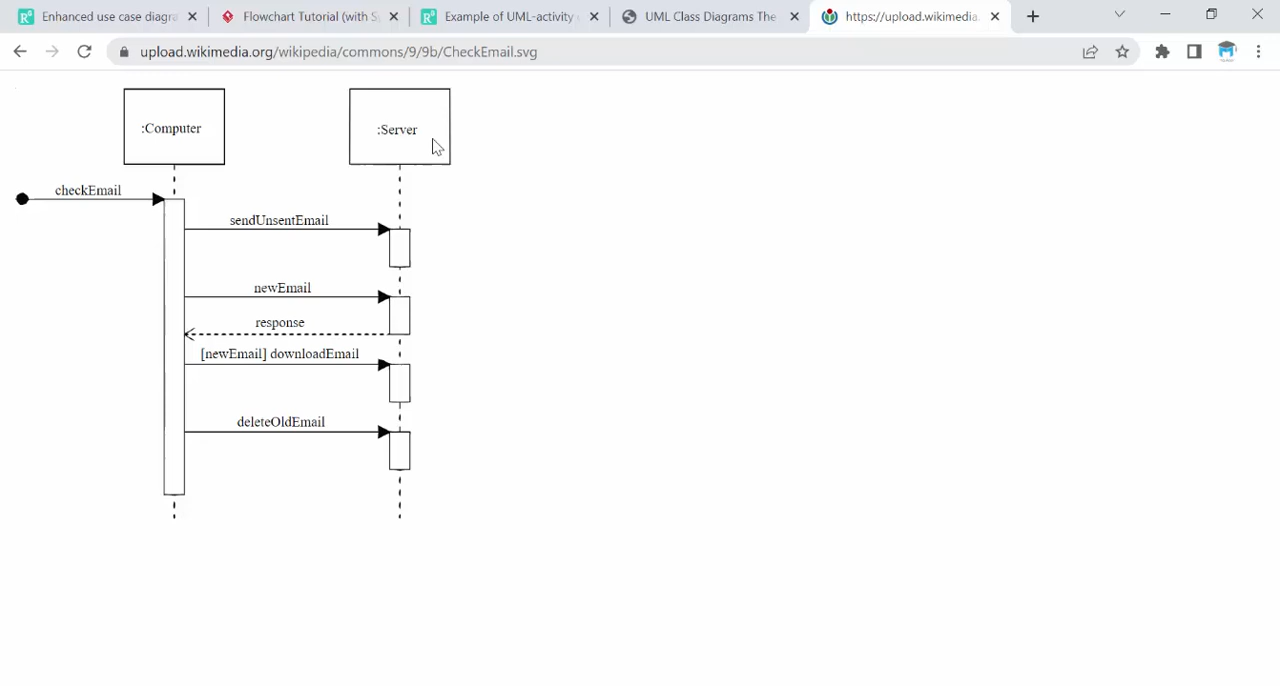 Enhanced use case diagra
Flowchart Tutorial (with Sy
Example of UML-activity
UML Class Diagrams The
https://upload.wikimedia.
upload.wikimedia.org/wikipedia/commons/9/9b/CheckEmail.svg
:Computer
:Server
checkEmail
sendUnsentEmail
newEmail
response
[newEmail] downloadEmail
deleteOldEmail